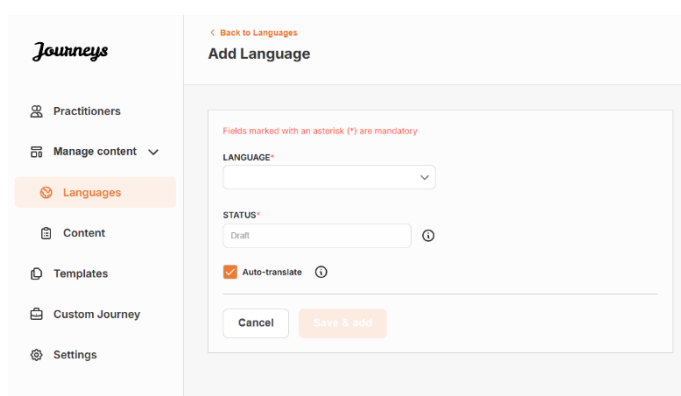 Journeys
Practitioners
Manage content
Languages
Content
Templates
Custom Journey
Settings
Back to Languages
Add Language
Fields marked with an asterisk (*) are mandatory
LANGUAGE*
STATUS*
Draft
Auto-translate
Cancel
Save & add